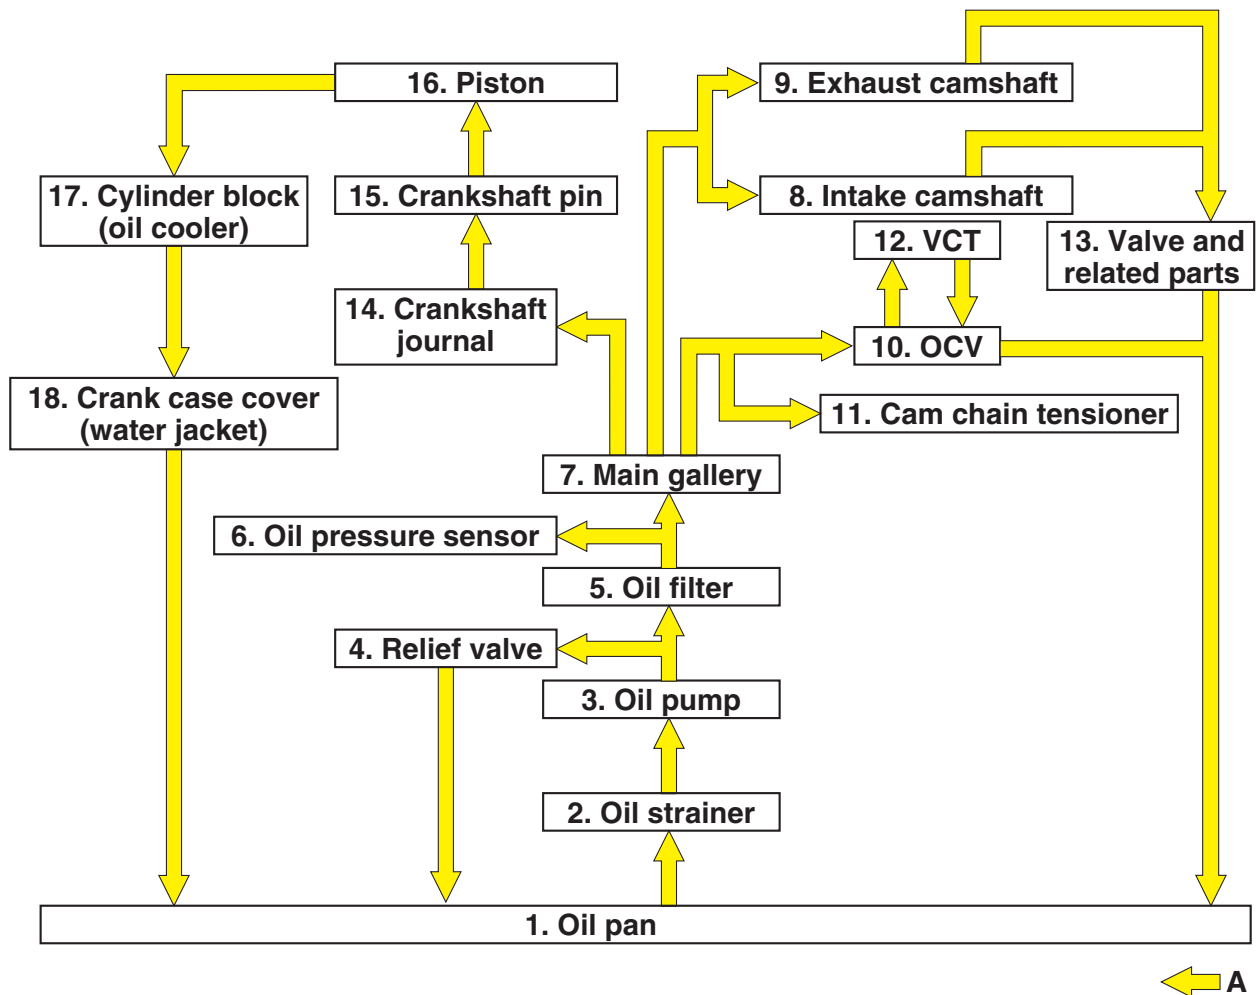 16. Piston
9. Exhaust camshaft
17. Cylinder block
(oil cooler)
15. Crankshaft pin
8. Intake camshaft
12. VCT
13. Valve and
related parts
14. Crankshaft
journal
10. OCV
18. Crank case cover
(water jacket)
11. Cam chain tensioner
7. Main gallery
6. Oil pressure sensor
5. Oil filter
4. Relief valve
3. Oil pump
2. Oil strainer
1. Oil pan
A